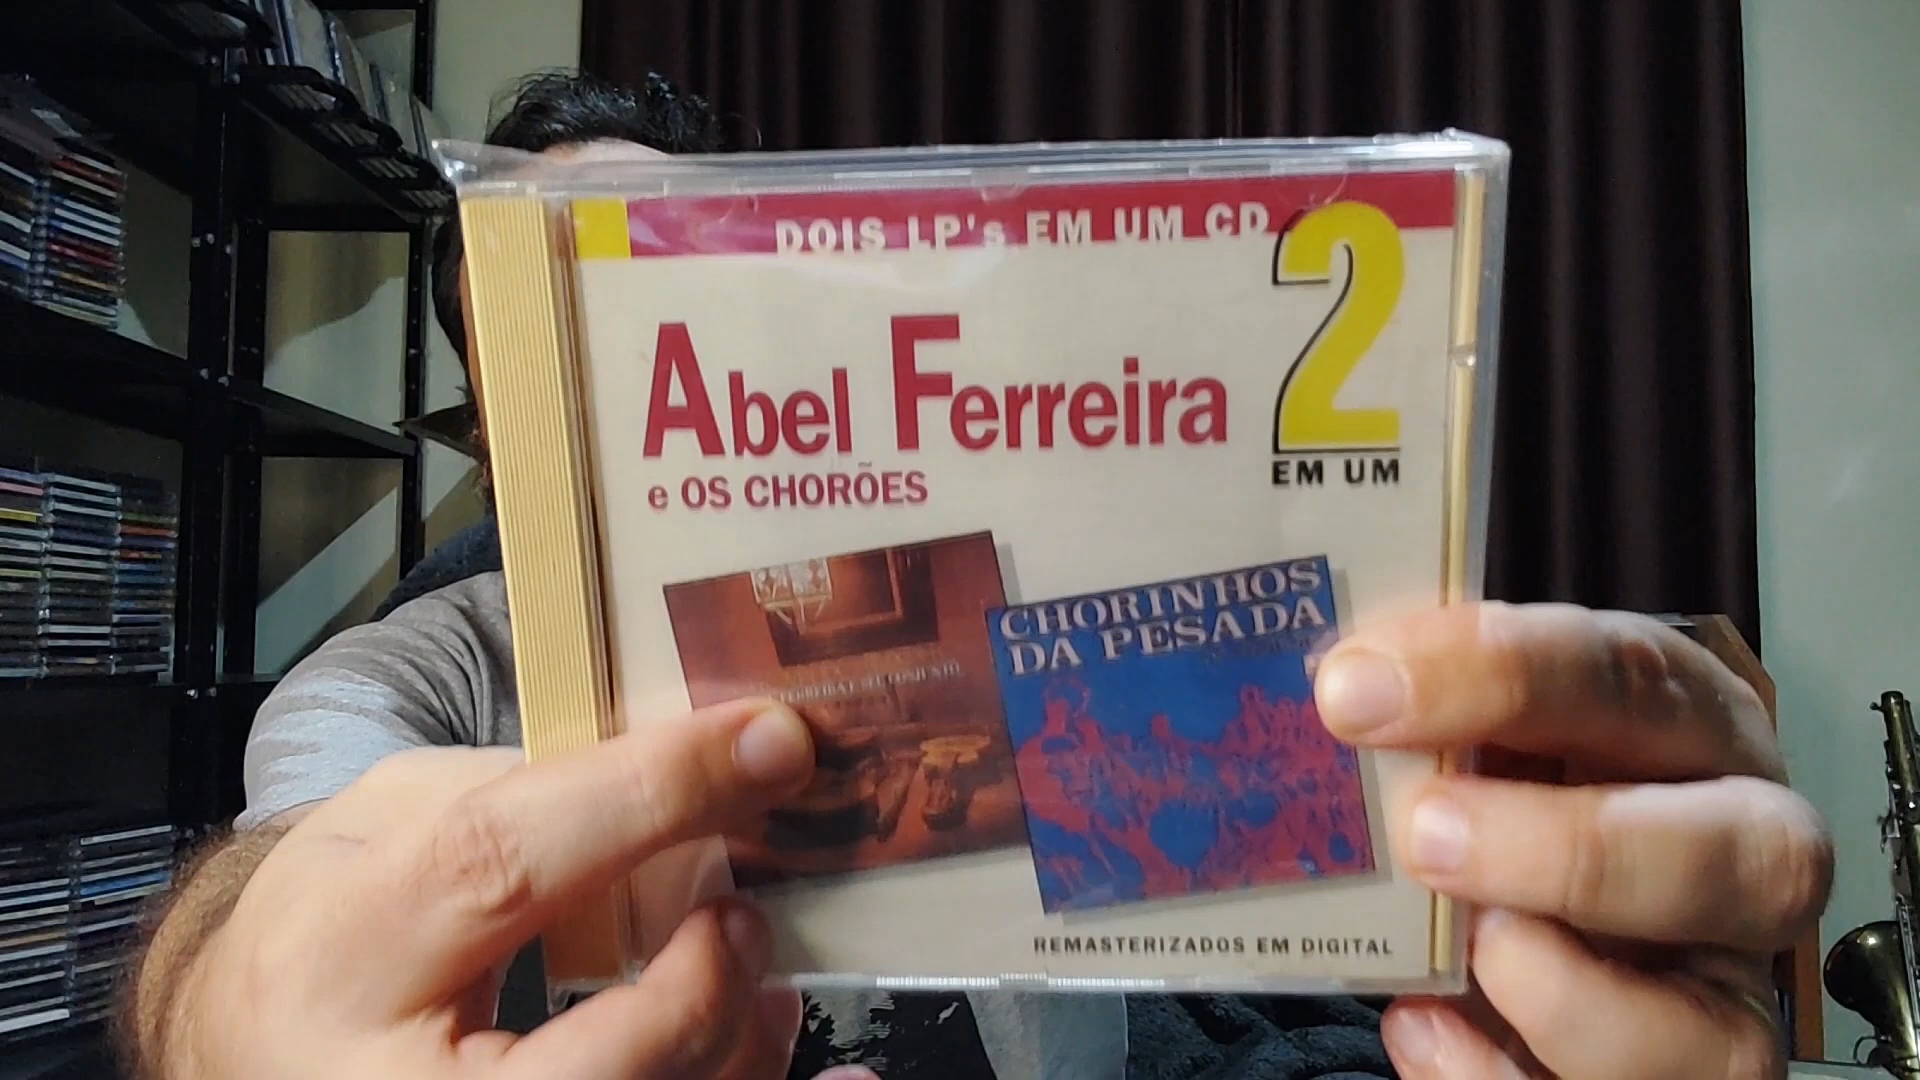 DOIS LP's EM UM CD
2
EM UM
Abel Ferreira
e OS CHORÕES
CHORINHOS
DA PESADA
REMASTERIZADOS EM DIGITAL